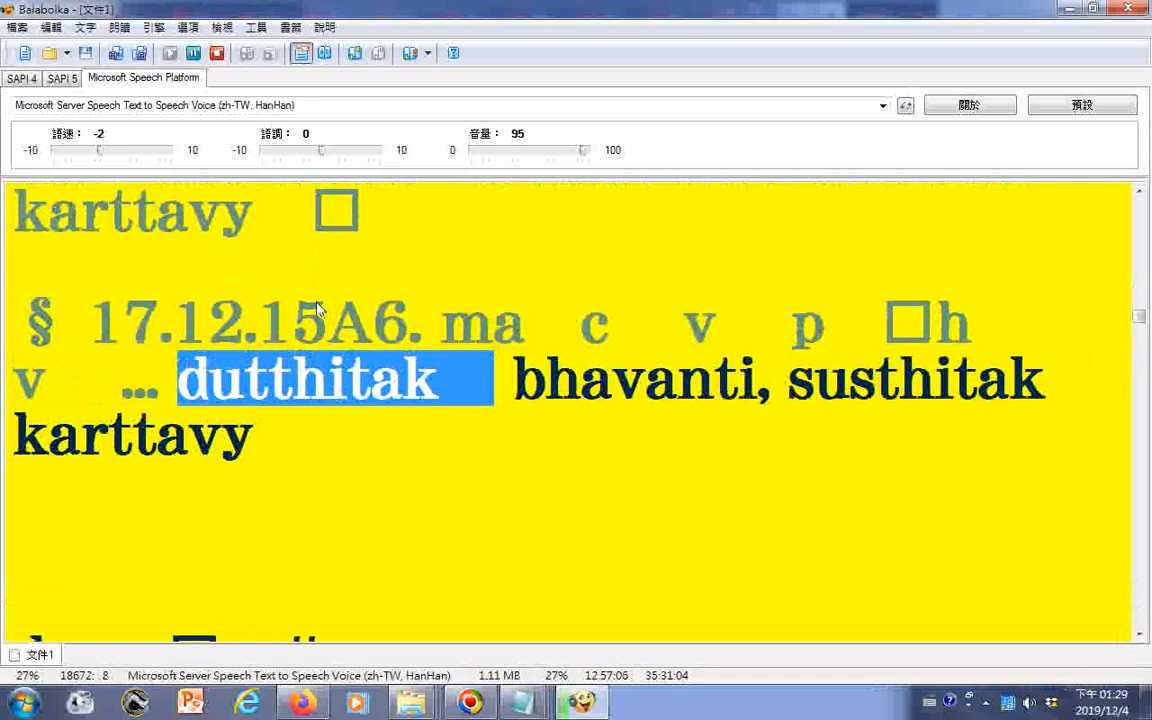 Balabolka - [文件1]
檔案 編輯 文字 朗讀 引擎 選項 檢視 工具 書籤 說明
SAPI 4 SAPI 5 Microsoft Speech Platform
Microsoft Server Speech Text to Speech Voice (zh-TW, HanHan) 關於 預設
語速： -2 語調： 0 音量： 95
-10 10 -10 10 0 100
karttavy □
§ 17.12.15A6. ma c v p □h
v ... dutthitak bhavanti, susthitak
karttavy
文件1
27% 18672: 8 Microsoft Server Speech Text to Speech Voice (zh-TW, HanHan) 1.11 MB 27% 12:57:06 35:31:04
下午 01:29
2019/12/4